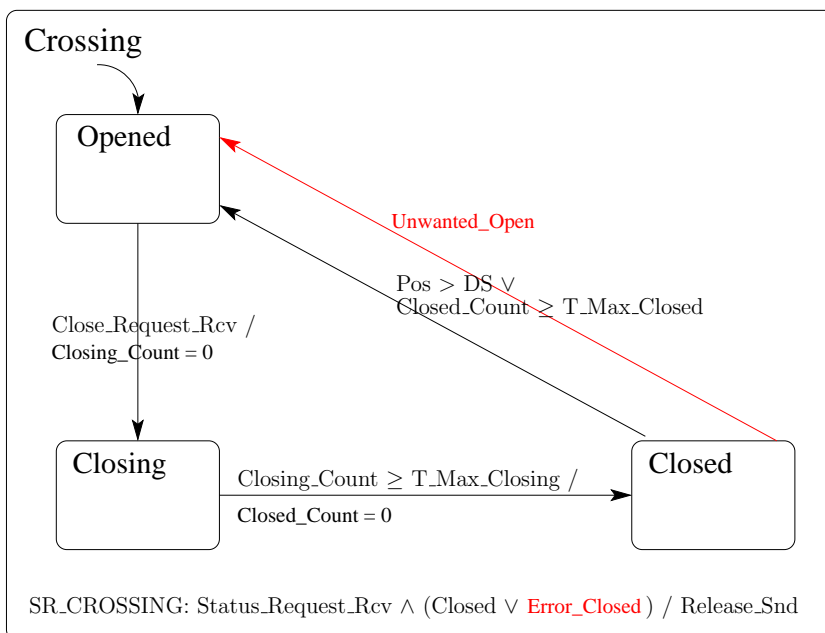 Crossing
Opened
Unwanted_Open
Pos > DS ∨
Closed_Count ≥ T_Max_Closed
Close_Request_Rcv /
Closing_Count = 0
Closing
Closing_Count ≥ T_Max_Closing /
Closed_Count = 0
Closed
SR_CROSSING: Status_Request_Rcv ∧ (Closed ∨ Error_Closed) / Release_Snd